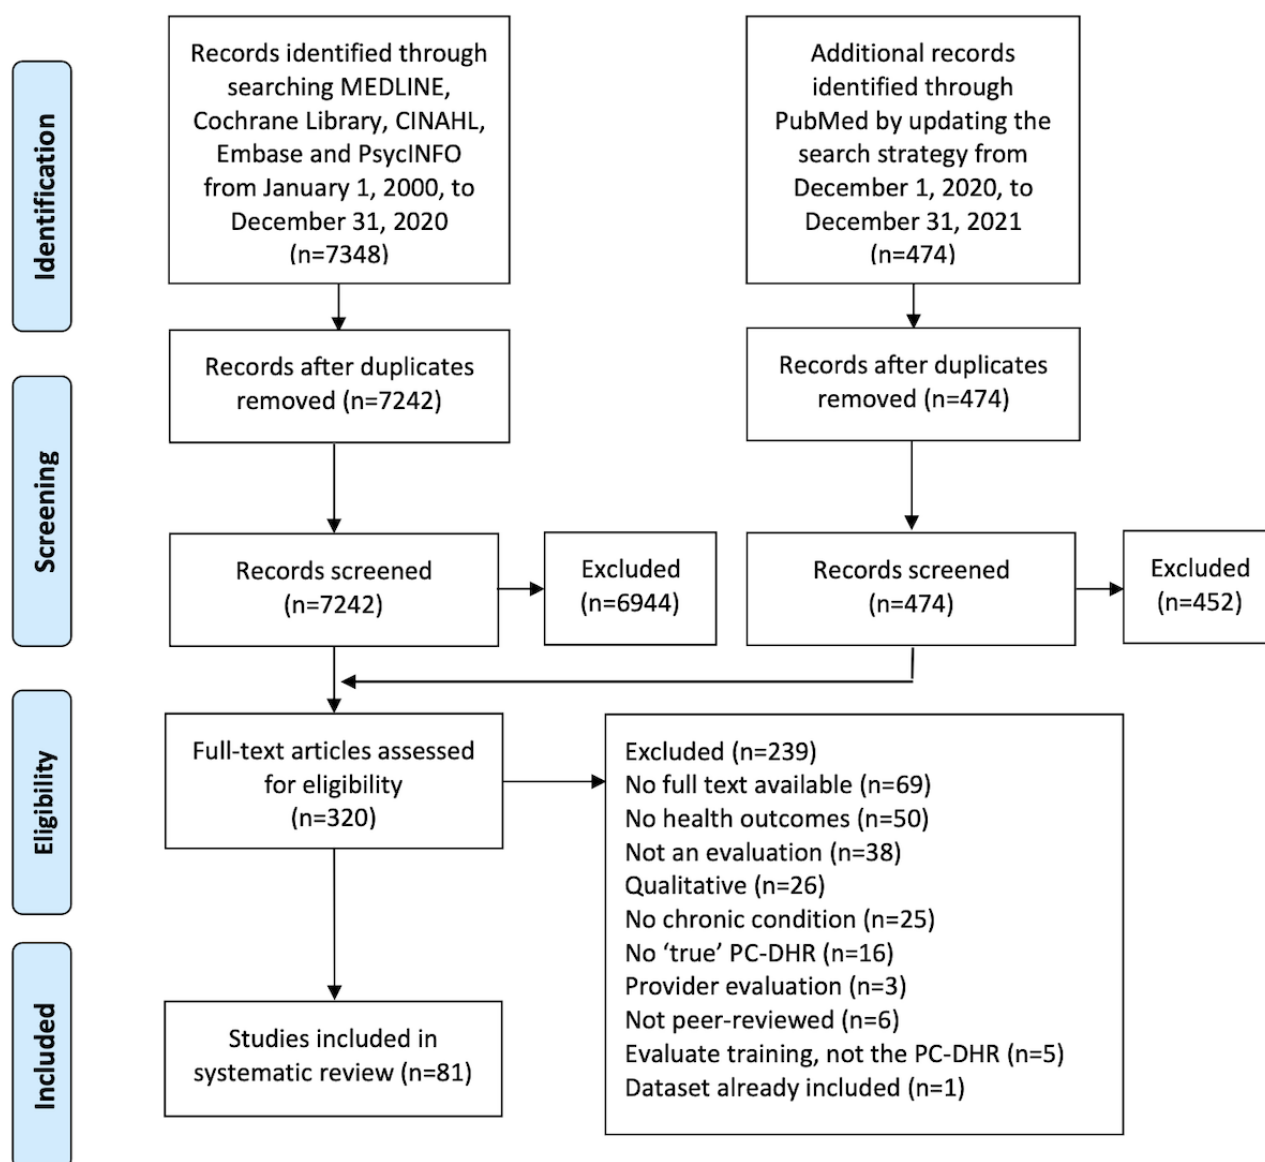 Identification
Records identified through
searching MEDLINE,
Cochrane Library, CINAHL,
Embase and PsycINFO
from January 1, 2000, to
December 31, 2020
(n=7348)
Additional records
identified through
PubMed by updating the
search strategy from
December 1, 2020, to
December 31, 2021
(n=474)
Records after duplicates
removed (n=7242)
Records after duplicates
removed (n=474)
Screening
Records screened
(n=7242)
Excluded
(n=6944)
Records screened
(n=474)
Excluded
(n=452)
Eligibility
Full-text articles assessed
for eligibility
(n=320)
Excluded (n=239)
No full text available (n=69)
No health outcomes (n=50)
Not an evaluation (n=38)
Qualitative (n=26)
No chronic condition (n=25)
No ‘true’ PC-DHR (n=16)
Provider evaluation (n=3)
Not peer-reviewed (n=6)
Evaluate training, not the PC-DHR (n=5)
Dataset already included (n=1)
Included
Studies included in
systematic review (n=81)